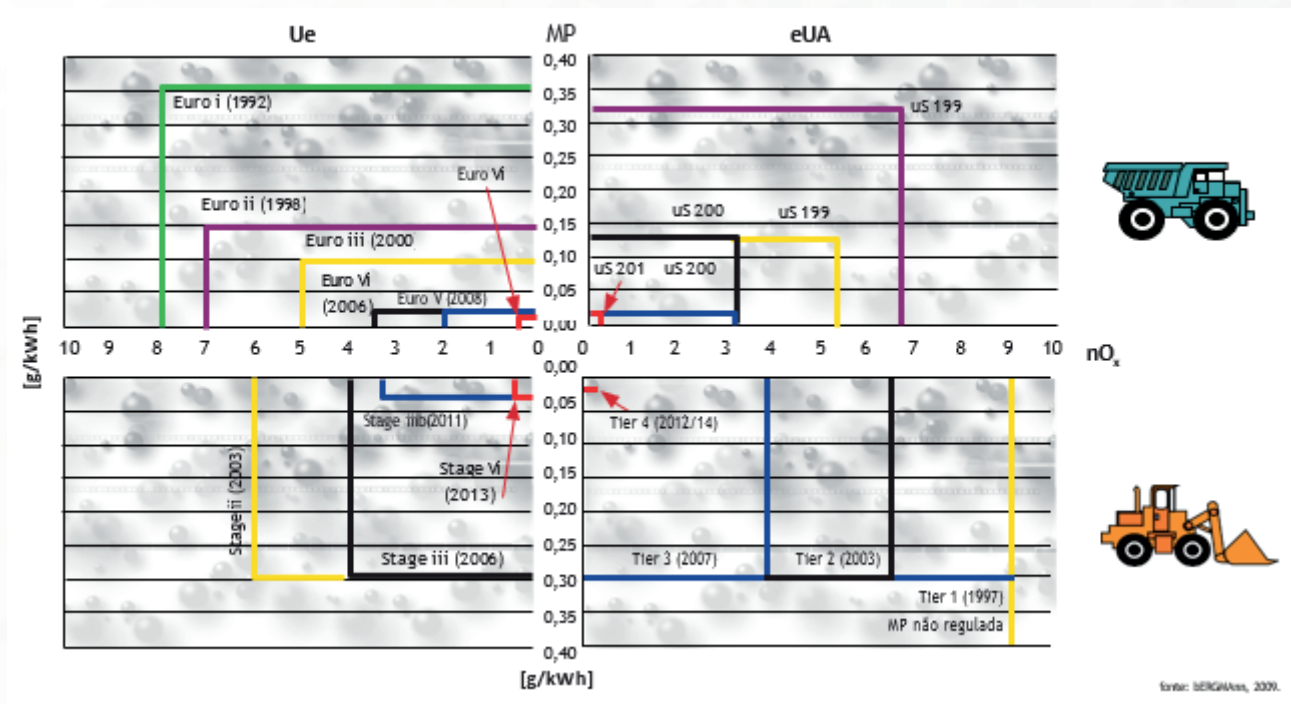 Ue
MP
eUA
0,40
0,35
0,30
0,25
0,20
0,15
0,10
0,05
0,00
Euro i (1992)
Euro Vi
Euro ii (1998)
Euro iii (2000
Euro Vi
(2006)
Euro V (2008)
uS 199
uS 200
uS 199
uS 201
uS 200
[g/kWh]
10 9 8 7 6 5 4 3 2 1 0
0 1 2 3 4 5 6 7 8 9 10
nOx
0,00
0,05
0,10
0,15
0,20
0,25
0,30
0,35
0,40
Stage iiib(2011)
Stage Vi
(2013)
Stage ii (2003)
Stage iii (2006)
Tier 4 (2012/14)
Tier 3 (2007)
Tier 2 (2003)
Tier 1 (1997)
MP não regulada
[g/kWh]
fonte: bERGMAnn, 2009.